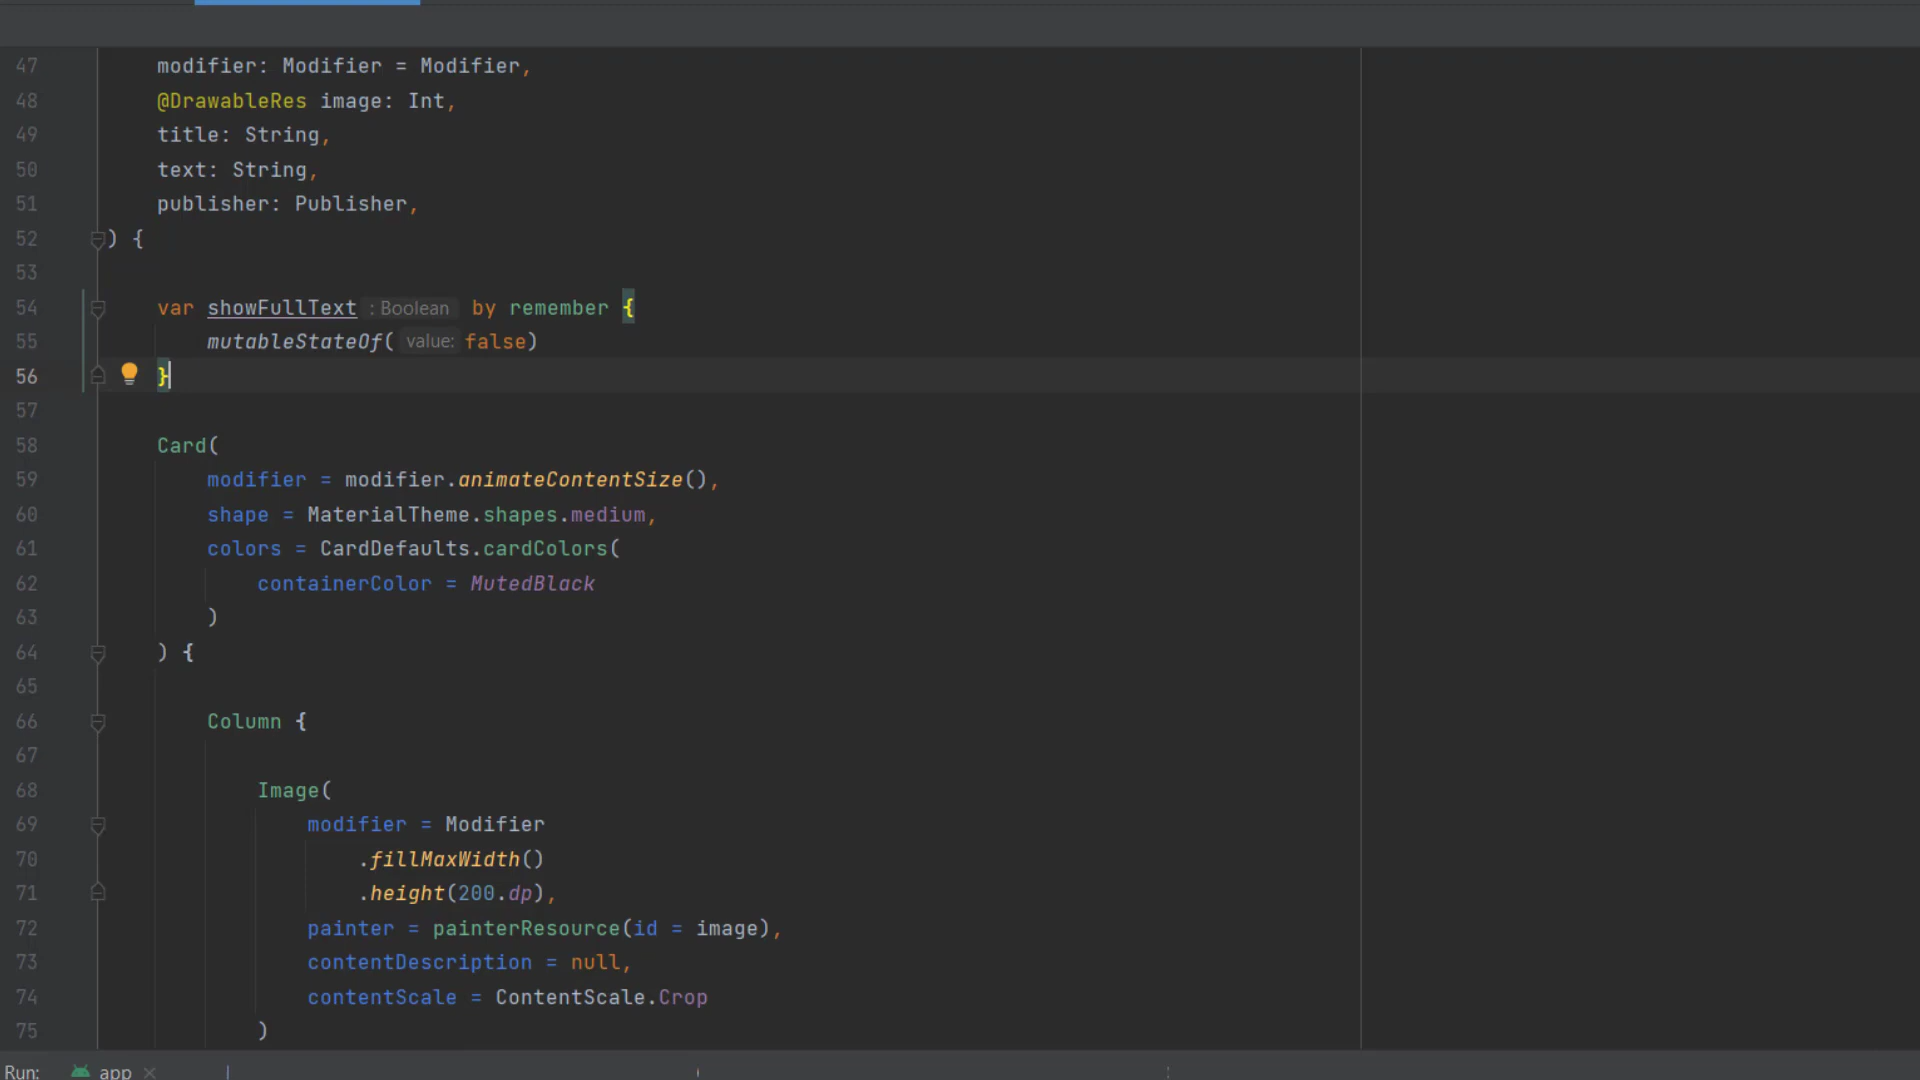 47 modifier: Modifier = Modifier,
48 @DrawableRes image: Int,
49 title: String,
50 text: String,
51 publisher: Publisher,
52 ) {
53
54 var showFullText : Boolean by remember {
55 mutableStateOf( value: false)
56 }
57
58 Card(
59 modifier = modifier.animateContentSize(),
60 shape = MaterialTheme.shapes.medium,
61 colors = CardDefaults.cardColors(
62 containerColor = MutedBlack
63 )
64 ) {
65
66 Column {
67
68 Image(
69 modifier = Modifier
70 .fillMaxWidth()
71 .height(200.dp),
72 painter = painterResource(id = image),
73 contentDescription = null,
74 contentScale = ContentScale.Crop
75 )
Run: app